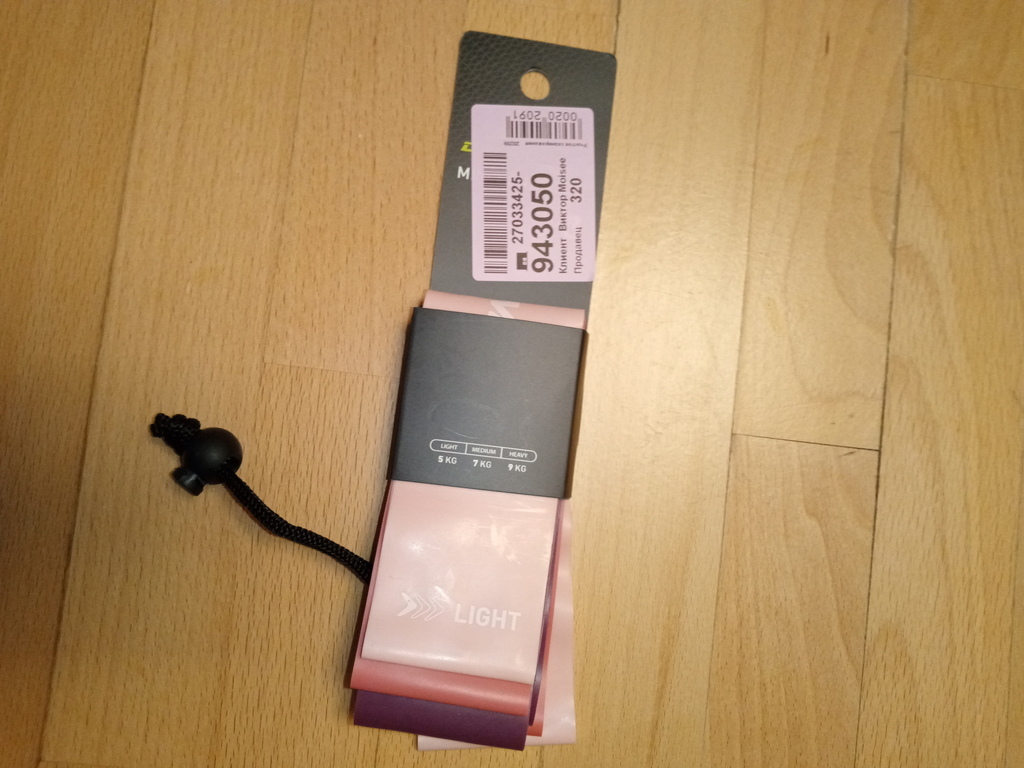 0020 2091
27033425-
943050
Клиент Виктор Moisee
Продавец 320
M
LIGHT MEDIUM HEAVY
5 KG 7 KG 9 KG
LIGHT